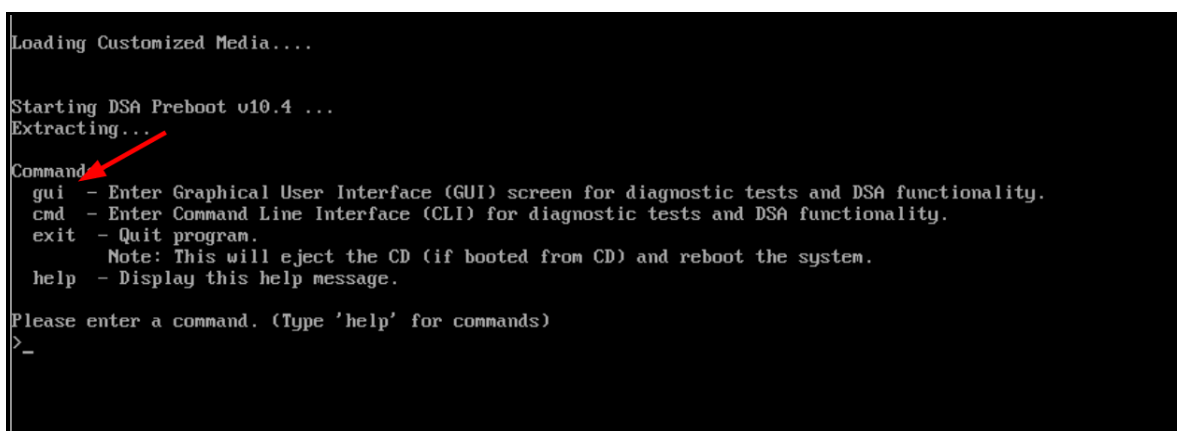 Loading Customized Media....
Starting DSA Preboot v10.4 ...
Extracting...
Command
gui - Enter Graphical User Interface (GUI) screen for diagnostic tests and DSA functionality.
cmd - Enter Command Line Interface (CLI) for diagnostic tests and DSA functionality.
exit - Quit program.
Note: This will eject the CD (if booted from CD) and reboot the system.
help - Display this help message.
Please enter a command. (Type 'help' for commands)
>_